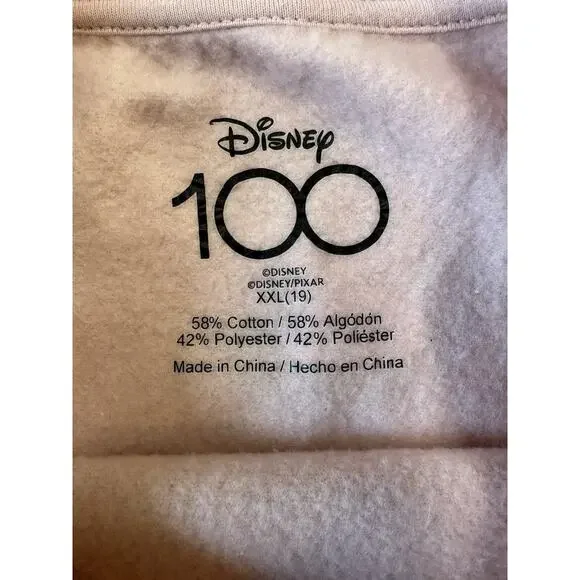 Disney
100
©DISNEY
©DISNEY/PIXAR
XXL(19)
58% Cotton / 58% Algódón
42% Polyester / 42% Poliéster
Made in China / Hecho en China